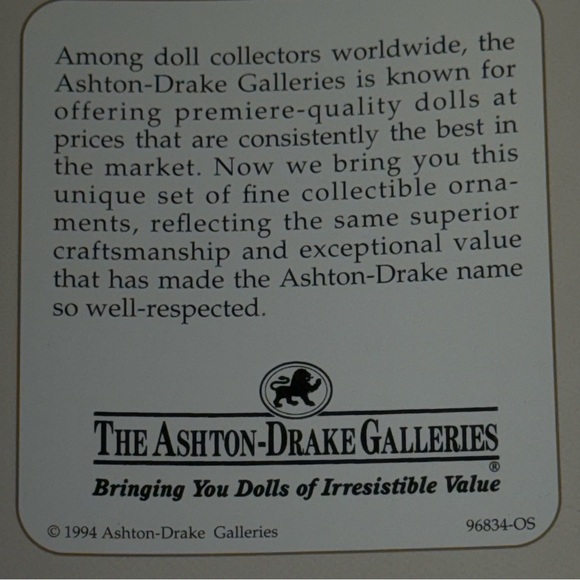 Among doll collectors worldwide, the
Ashton-Drake Galleries is known for
offering premiere-quality dolls at
prices that are consistently the best in
the market. Now we bring you this
unique set of fine collectible orna-
ments, reflecting the same superior
craftsmanship and exceptional value
that has made the Ashton-Drake name
so well-respected.
THE ASHTON-DRAKE GALLERIES
®
Bringing You Dolls of Irresistible Value
© 1994 Ashton-Drake Galleries
96834-OS